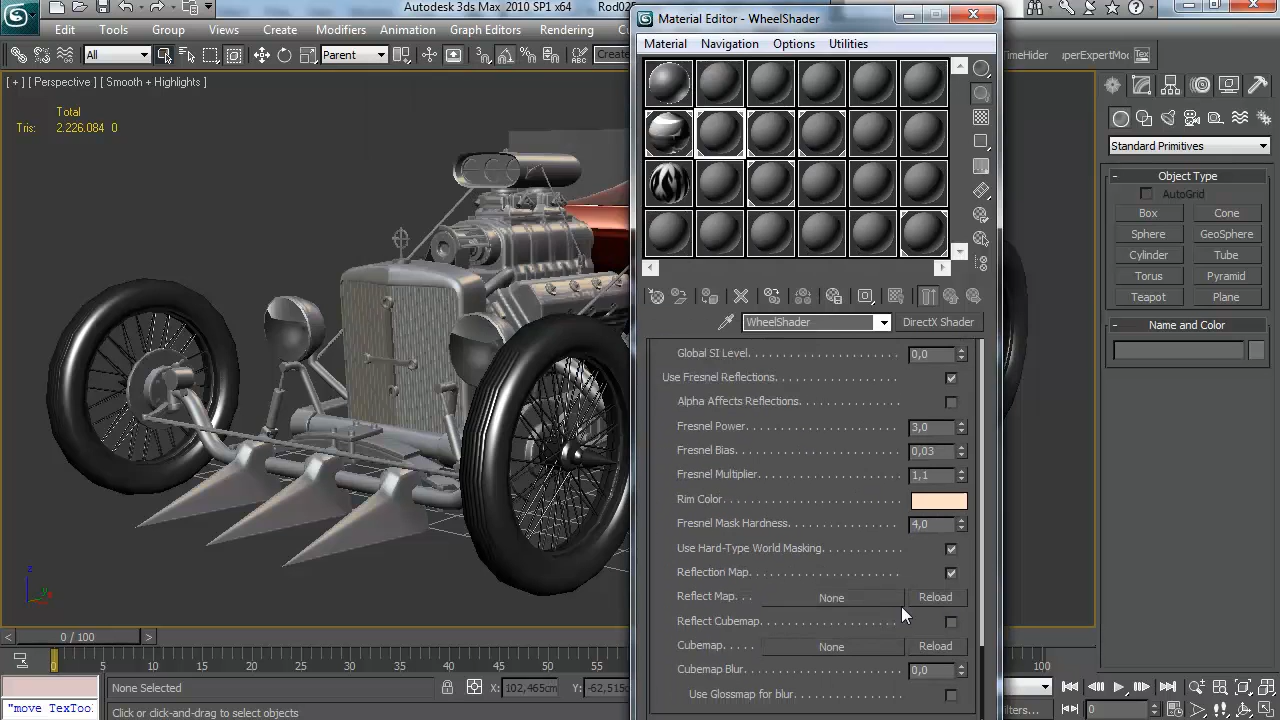 Autodesk 3ds Max 2010 SP1 x64
Material Editor - WheelShader
Edit
Tools
Group
Views
Create
Modifiers
Animation
Graph Editors
Rendering
Material
Navigation
Options
Utilities
All
Parent
[ + ] [ Perspective ] [ Smooth + Highlights ]
Total
Tris: 2.226.084 0
WheelShader
DirectX Shader
Global SI Level 0,0
Use Fresnel Reflections
Alpha Affects Reflections
Fresnel Power 3,0
Fresnel Bias 0,03
Fresnel Multiplier 1,1
Rim Color
Fresnel Mask Hardness 4,0
Use Hard-Type World Masking
Reflection Map
Reflect Map None Reload
Reflect Cubemap
Cubemap None Reload
Cubemap Blur 0,0
Use Glossmap for blur
Standard Primitives
- Object Type
AutoGrid
Box Cone
Sphere GeoSphere
Cylinder Tube
Torus Pyramid
Teapot Plane
- Name and Color
z
x
< 0 / 100 >
0 5 10 15 20 25 30 35 40 45 50 55
100
None Selected
X: 102,465cm Y: -62,515c
"move TexToo
Click or click-and-drag to select objects
0